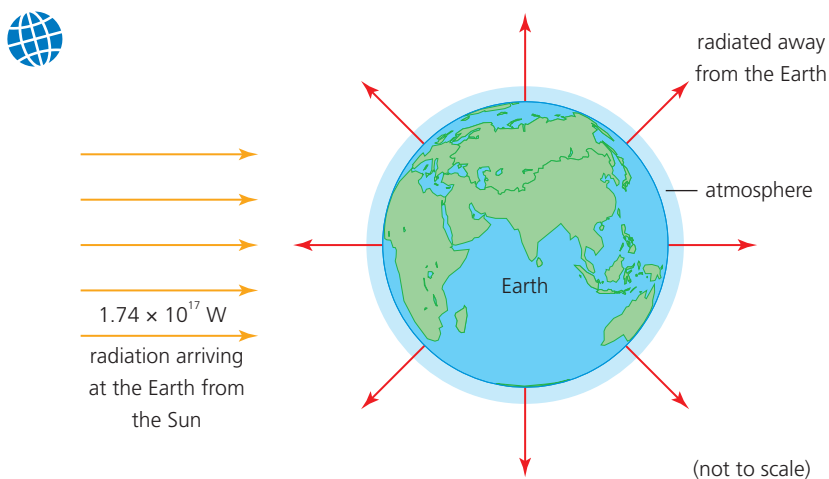 radiated away
from the Earth
atmosphere
Earth
1.74 × 10¹⁷ W
radiation arriving
at the Earth from
the Sun
(not to scale)